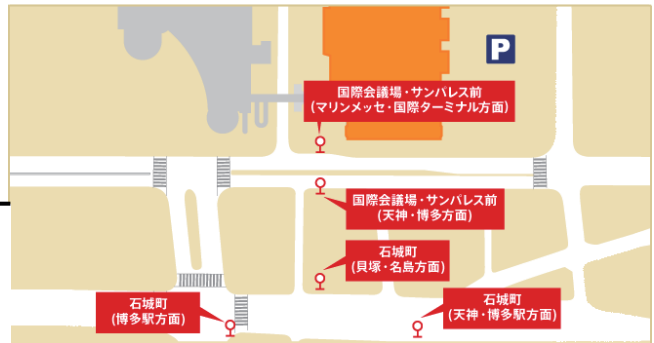 P
国際会議場・サンパレス前
(マリンメッセ・国際ターミナル方面)
国際会議場・サンパレス前
(天神・博多方面)
石城町
(貝塚・名島方面)
石城町
(博多駅方面)
石城町
(天神・博多駅方面)